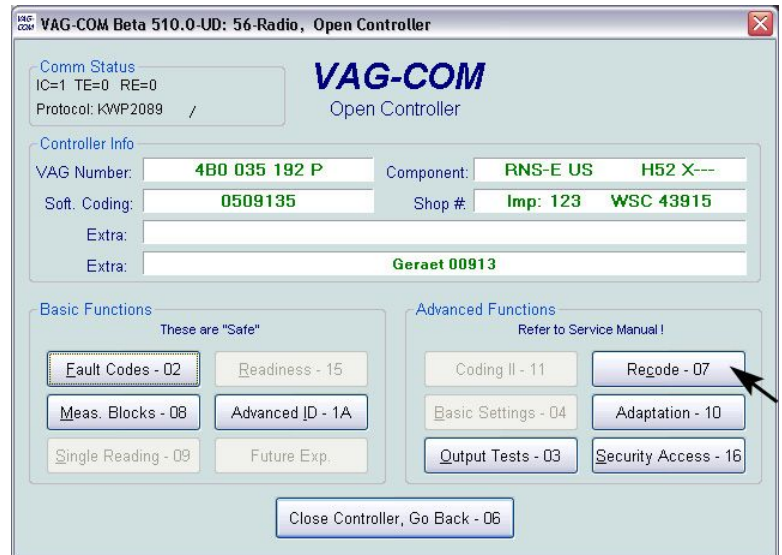 VAG-COM Beta 510.0-UD: 56-Radio, Open Controller
Comm Status
IC=1 TE=0 RE=0
Protocol: KWP2089 /
VAG-COM
Open Controller
Controller Info
VAG Number: 4B0 035 192 P Component: RNS-E US H52 X---
Soft. Coding: 0509135 Shop #: Imp: 123 WSC 43915
Extra:
Extra: Geraet 00913
Basic Functions
These are "Safe"
Fault Codes - 02 Readiness - 15
Meas. Blocks - 08 Advanced ID - 1A
Single Reading - 09 Future Exp.
Advanced Functions
Refer to Service Manual !
Coding II - 11 Recode - 07
Basic Settings - 04 Adaptation - 10
Output Tests - 03 Security Access - 16
Close Controller, Go Back - 06